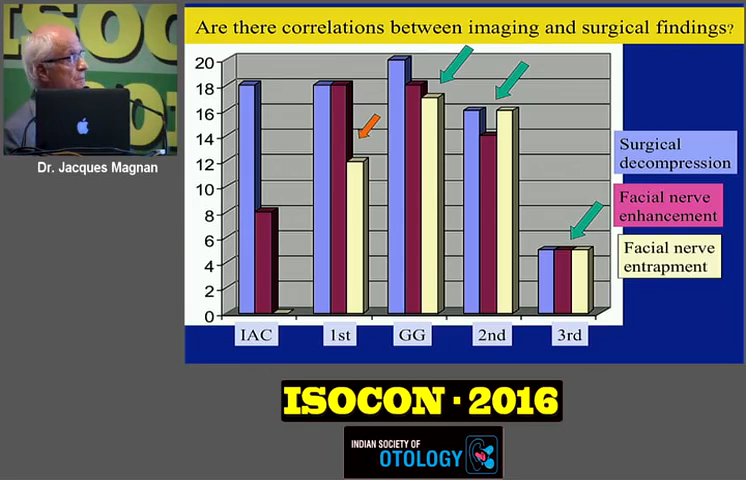 Are there correlations between imaging and surgical findings?
ISOC
Dr. Jacques Magnan
20
18
16
14
12
10
8
6
4
2
0
IAC
1st
GG
2nd
3rd
Surgical
decompression
Facial nerve
enhancement
Facial nerve
entrapment
ISOCON · 2016
INDIAN SOCIETY OF
OTOLOGY